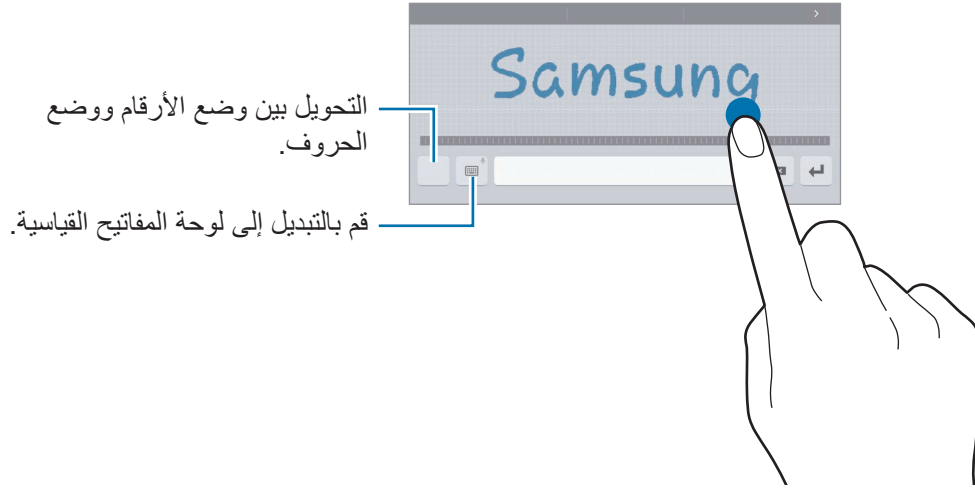 Samsung
التحويل بين وضع الأرقام ووضع
الحروف.
قم بالتبديل إلى لوحة المفاتيح القياسية.